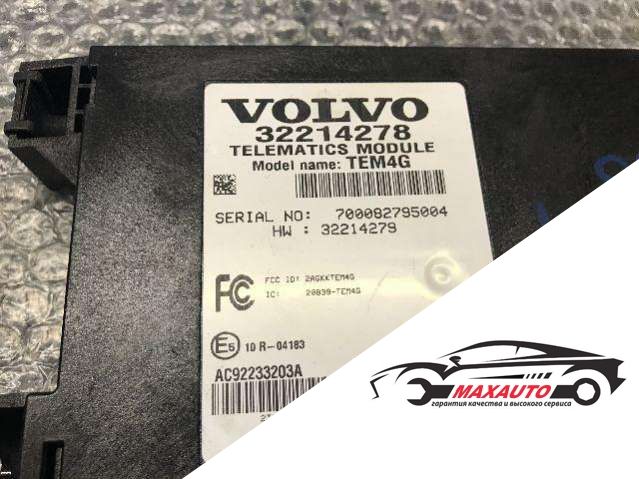 VOLVO
32214278
TELEMATICS MODULE
Model name: TEM4G
SERIAL NO: 700082795004
HW : 32214279
FC FCC ID: 2AGKKTEM4G
IC: 20839-TEM4G
E5 10 R-04183
AC92233203A
MAXAUTO
гарантия качества и высокого сервиса